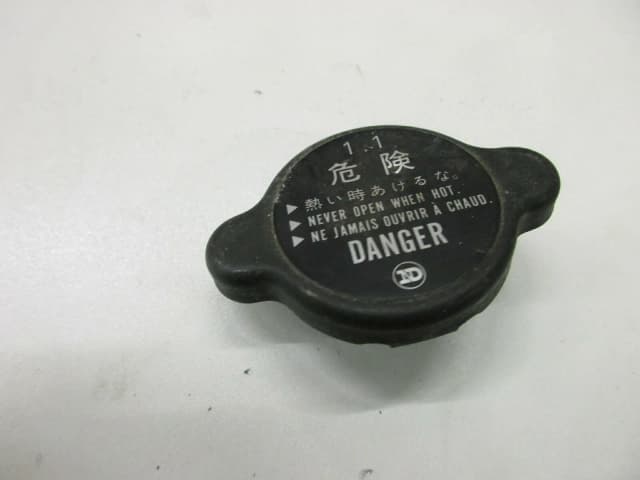 1.1
危険
▶熱い時あけるな。
▶NEVER OPEN WHEN HOT.
▶NE JAMAIS OUVRIR À CHAUD.
DANGER
ND